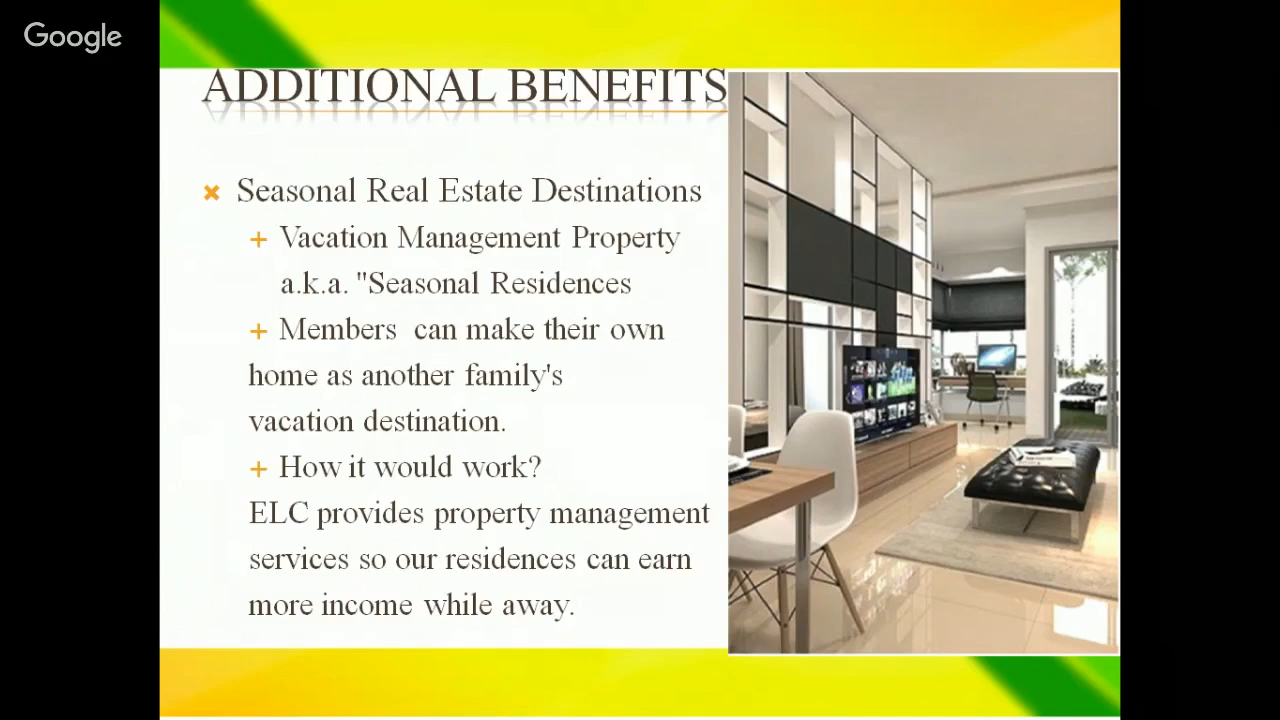 Google
ADDITIONAL BENEFITS
Seasonal Real Estate Destinations
Vacation Management Property
a.k.a. "Seasonal Residences
Members can make their own
home as another family's
vacation destination.
How it would work?
ELC provides property management
services so our residences can earn
more income while away.